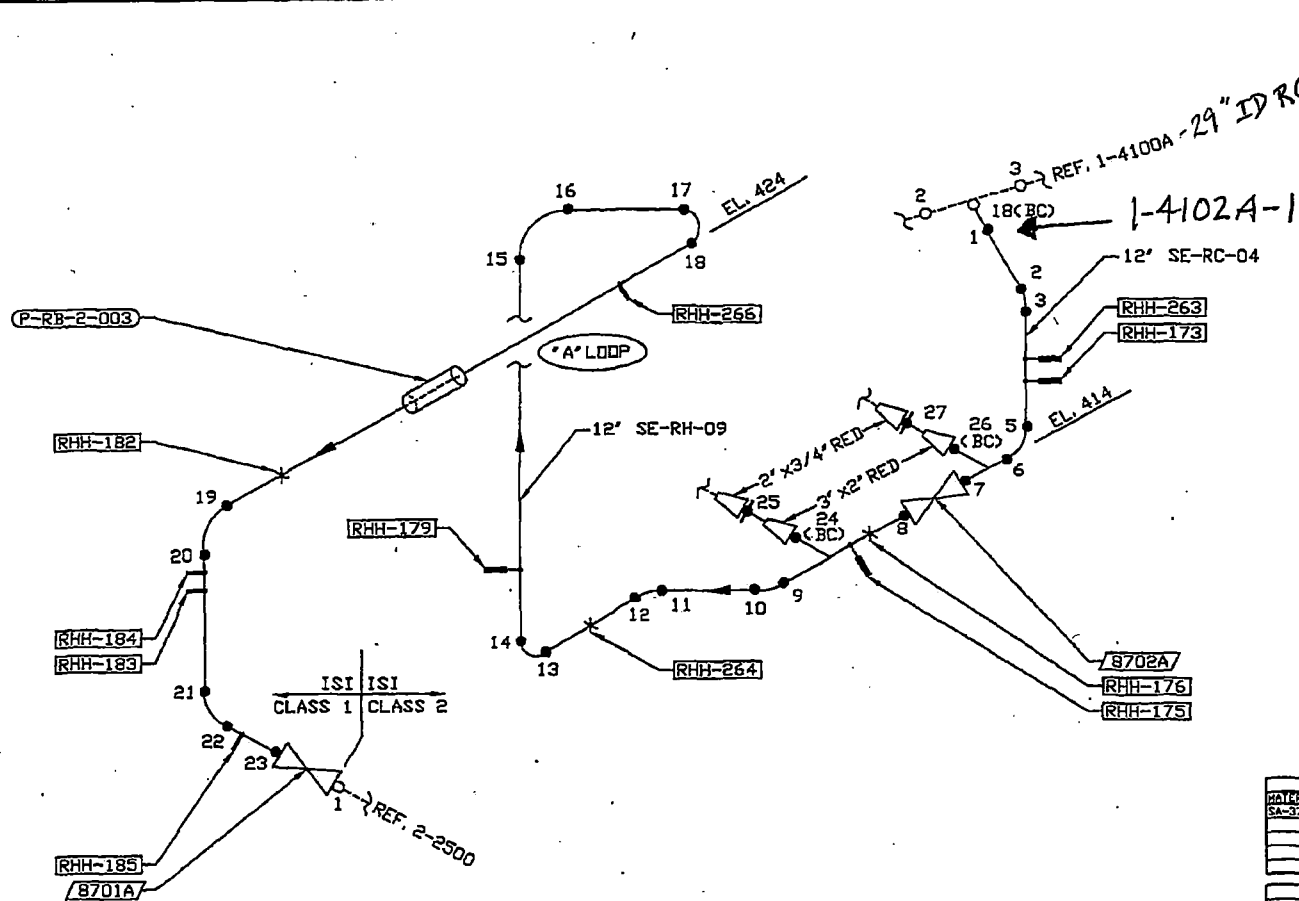 REF. 1-4100A - 29" ID
3
2
18(BC)
1-4102A-1
1
12" SE-RC-04
2
3
RHH-263
RHH-173
16
17
EL. 424
15
18
RHH-266
P-RB-2-003
"A" LOOP
EL. 414
5
27
26
(BC)
6
2" x3/4" RED
3" x2" RED
7
12" SE-RH-09
RHH-182
25
24
(BC)
8
19
RHH-179
20
9
10
11
12
14
13
RHH-184
RHH-183
RHH-264
8702A
RHH-176
RHH-175
ISI ISI
CLASS 1 CLASS 2
21
22
23
1
REF. 2-2500
RHH-185
8701A